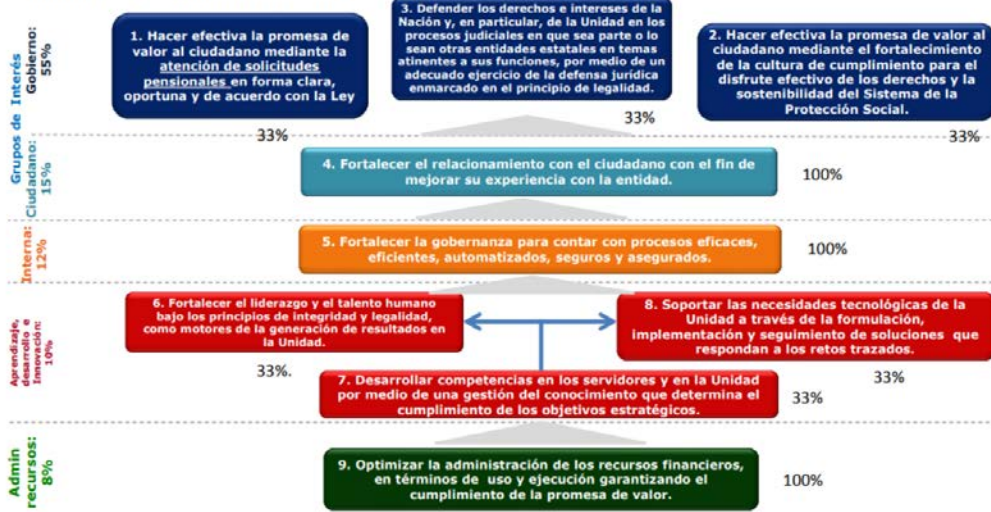 Grupos de Interés
Gobierno:
55%
1. Hacer efectiva la promesa de
valor al ciudadano mediante la
atención de solicitudes
pensionales en forma clara,
oportuna y de acuerdo con la Ley
33%
3. Defender los derechos e intereses de la
Nación y, en particular, de la Unidad en los
procesos judiciales en que sea parte o lo
sean otras entidades estatales en temas
atinentes a sus funciones, por medio de un
adecuado ejercicio de la defensa jurídica
enmarcado en el principio de legalidad.
33%
2. Hacer efectiva la promesa de valor al
ciudadano mediante el fortalecimiento
de la cultura de cumplimiento para el
disfrute efectivo de los derechos y la
sostenibilidad del Sistema de la
Protección Social.
33%
Ciudadano:
15%
4. Fortalecer el relacionamiento con el ciudadano con el fin de
mejorar su experiencia con la entidad.
100%
Interna:
12%
5. Fortalecer la gobernanza para contar con procesos eficaces,
eficientes, automatizados, seguros y asegurados.
100%
Aprendizaje,
desarrollo e
Innovación:
10%
6. Fortalecer el liderazgo y el talento humano
bajo los principios de integridad y legalidad,
como motores de la generación de resultados en
la Unidad.
33%.
8. Soportar las necesidades tecnológicas de la
Unidad a través de la formulación,
implementación y seguimiento de soluciones que
respondan a los retos trazados.
33%
7. Desarrollar competencias en los servidores y en la Unidad
por medio de una gestión del conocimiento que determina el
cumplimiento de los objetivos estratégicos.
33%
Admin
recursos:
8%
9. Optimizar la administración de los recursos financieros,
en términos de uso y ejecución garantizando el
cumplimiento de la promesa de valor.
100%